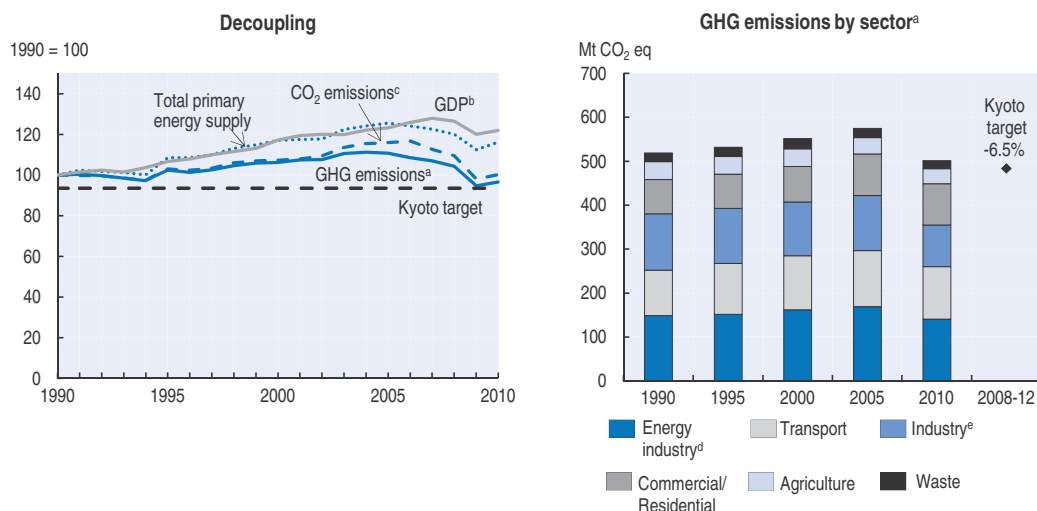 Decoupling
1990 = 100
140
120
100
80
60
40
20
0
1990
1995
2000
2005
2010
Total primary
energy supply
CO₂ emissionsᶜ
GDPᵇ
GHG emissionsᵃ
Kyoto target
GHG emissions by sectorᵃ
Mt CO₂ eq
700
600
500
400
300
200
100
0
1990
1995
2000
2005
2010
2008-12
Kyoto
target
-6.5%
Energy
industryᵈ
Transport
Industryᵉ
Commercial/
Residential
Agriculture
Waste